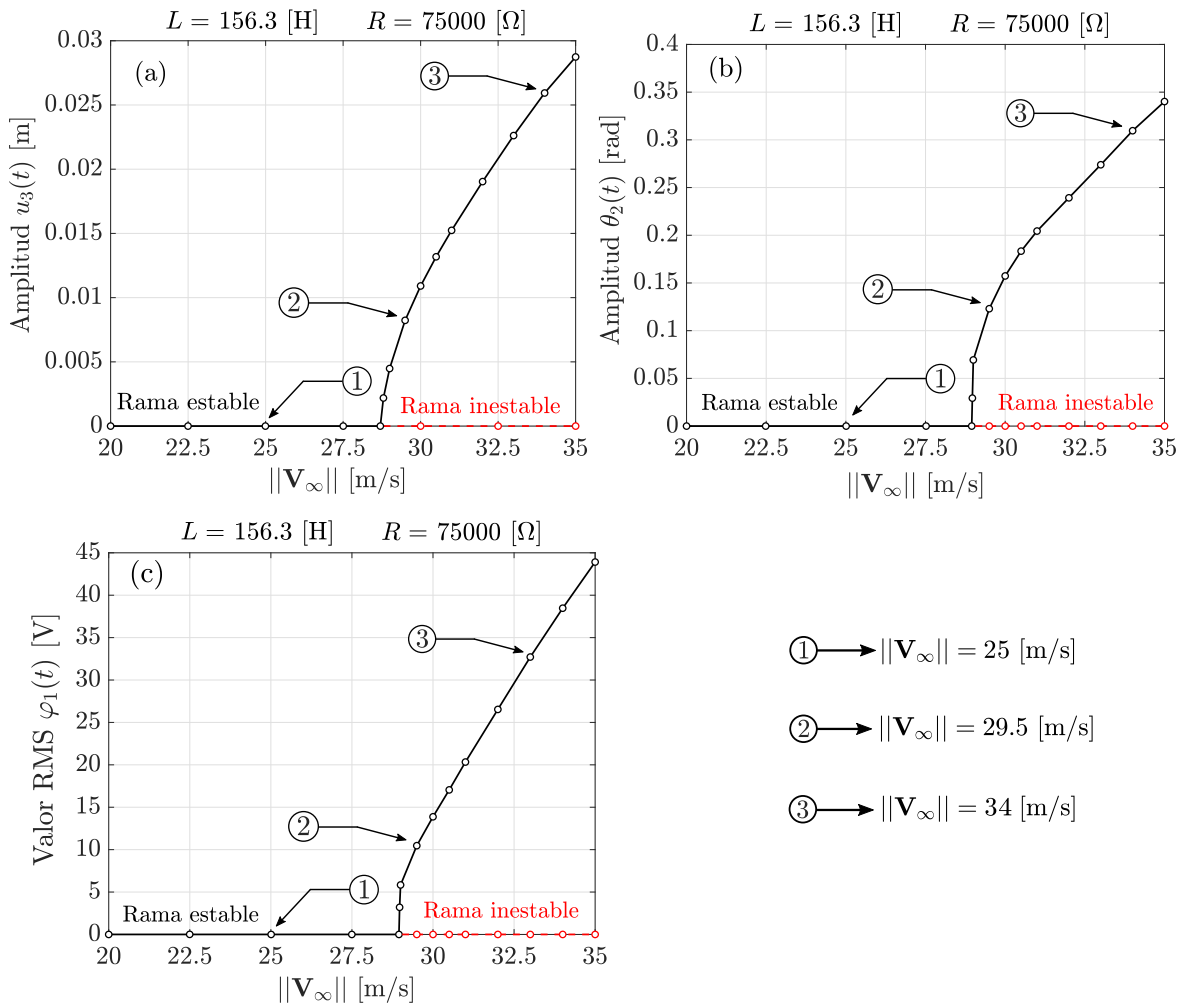 L = 156.3 [H] R = 75000 [Ω]
(a)
Amplitud u₃(t) [m]
0.03
0.025
0.02
0.015
0.01
0.005
0
③
②
①
Rama estable
Rama inestable
20 22.5 25 27.5 30 32.5 35
||V∞|| [m/s]
L = 156.3 [H] R = 75000 [Ω]
(b)
Amplitud θ₂(t) [rad]
0.4
0.35
0.3
0.25
0.2
0.15
0.1
0.05
0
③
②
①
Rama estable
Rama inestable
20 22.5 25 27.5 30 32.5 35
||V∞|| [m/s]
L = 156.3 [H] R = 75000 [Ω]
(c)
Valor RMS φ₁(t) [V]
45
40
35
30
25
20
15
10
5
0
③
②
①
Rama estable
Rama inestable
20 22.5 25 27.5 30 32.5 35
||V∞|| [m/s]
① ||V∞|| = 25 [m/s]
② ||V∞|| = 29.5 [m/s]
③ ||V∞|| = 34 [m/s]